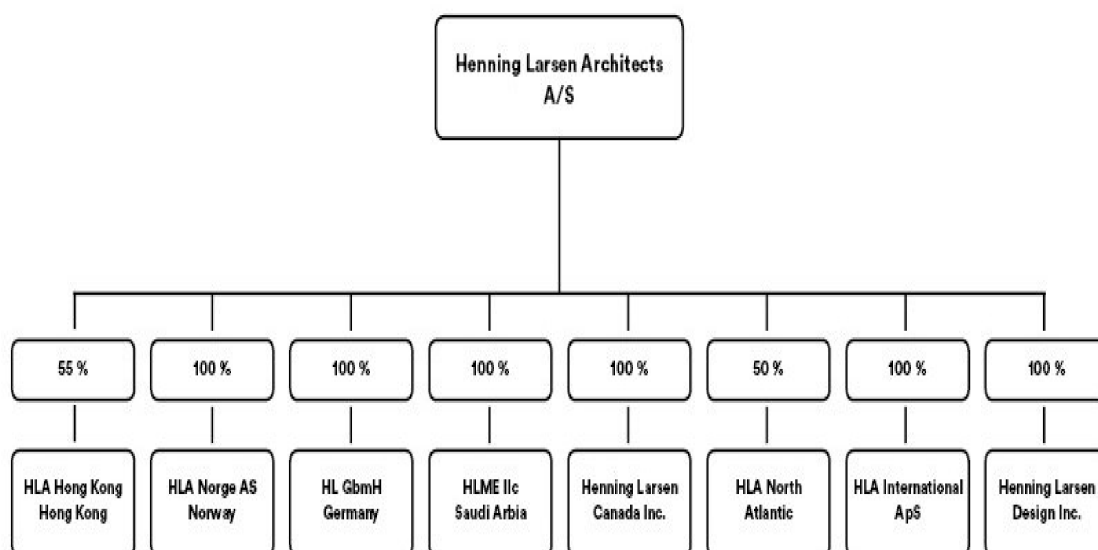 Henning Larsen Architects
A/S
55 %
100 %
100 %
100 %
100 %
50 %
100 %
100 %
HLA Hong Kong
Hong Kong
HLA Norge AS
Norway
HL GbmH
Germany
HLME llc
Saudi Arbia
Henning Larsen
Canada Inc.
HLA North
Atlantic
HLA International
ApS
Henning Larsen
Design Inc.